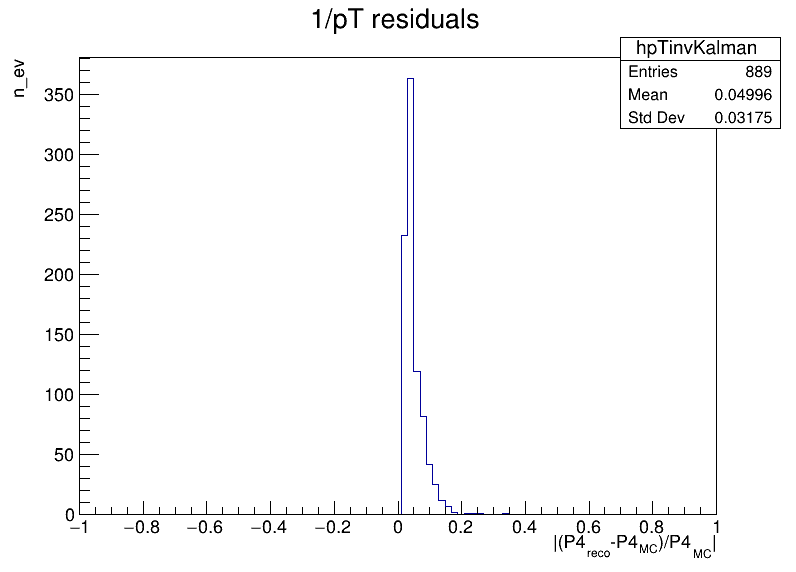 1/pT residuals
hpTinvKalman
Entries 889
Mean 0.04996
Std Dev 0.03175
n_ev
350
300
250
200
150
100
50
0
−1 −0.8 −0.6 −0.4 −0.2 0 0.2 0.4 0.6 0.8 1
|(P4reco-P4MC)/P4MC|